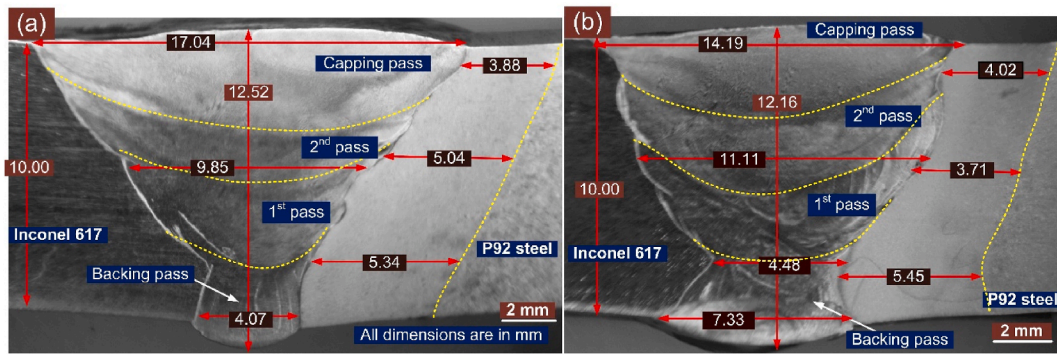 (a)
17.04
Capping pass
3.88
12.52
2nd pass
10.00
9.85
5.04
1st pass
Inconel 617
P92 steel
5.34
Backing pass
4.07
2 mm
All dimensions are in mm
(b)
Capping pass
14.19
4.02
12.16
2nd pass
11.11
10.00
3.71
1st pass
Inconel 617
4.48
5.45
P92 steel
7.33
2 mm
Backing pass